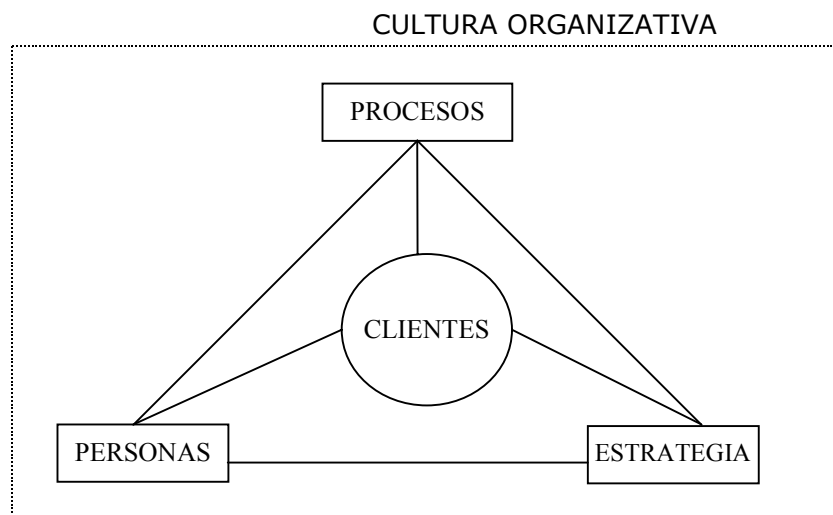 CULTURA ORGANIZATIVA
PROCESOS
CLIENTES
PERSONAS
ESTRATEGIA